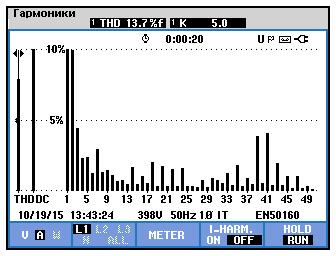 Гармоники
1 THD 13.7%f 1 K 5.0
0:00:20 U
10%
5%
THDDC 1 5 9 13 17 21 25 29 33 37 41 45 49
10/19/15 13:43:24 398V 50Hz 1Ø IT EN50160
V A W L1 L2 L3 N ALL METER I-HARM. ON OFF HOLD RUN